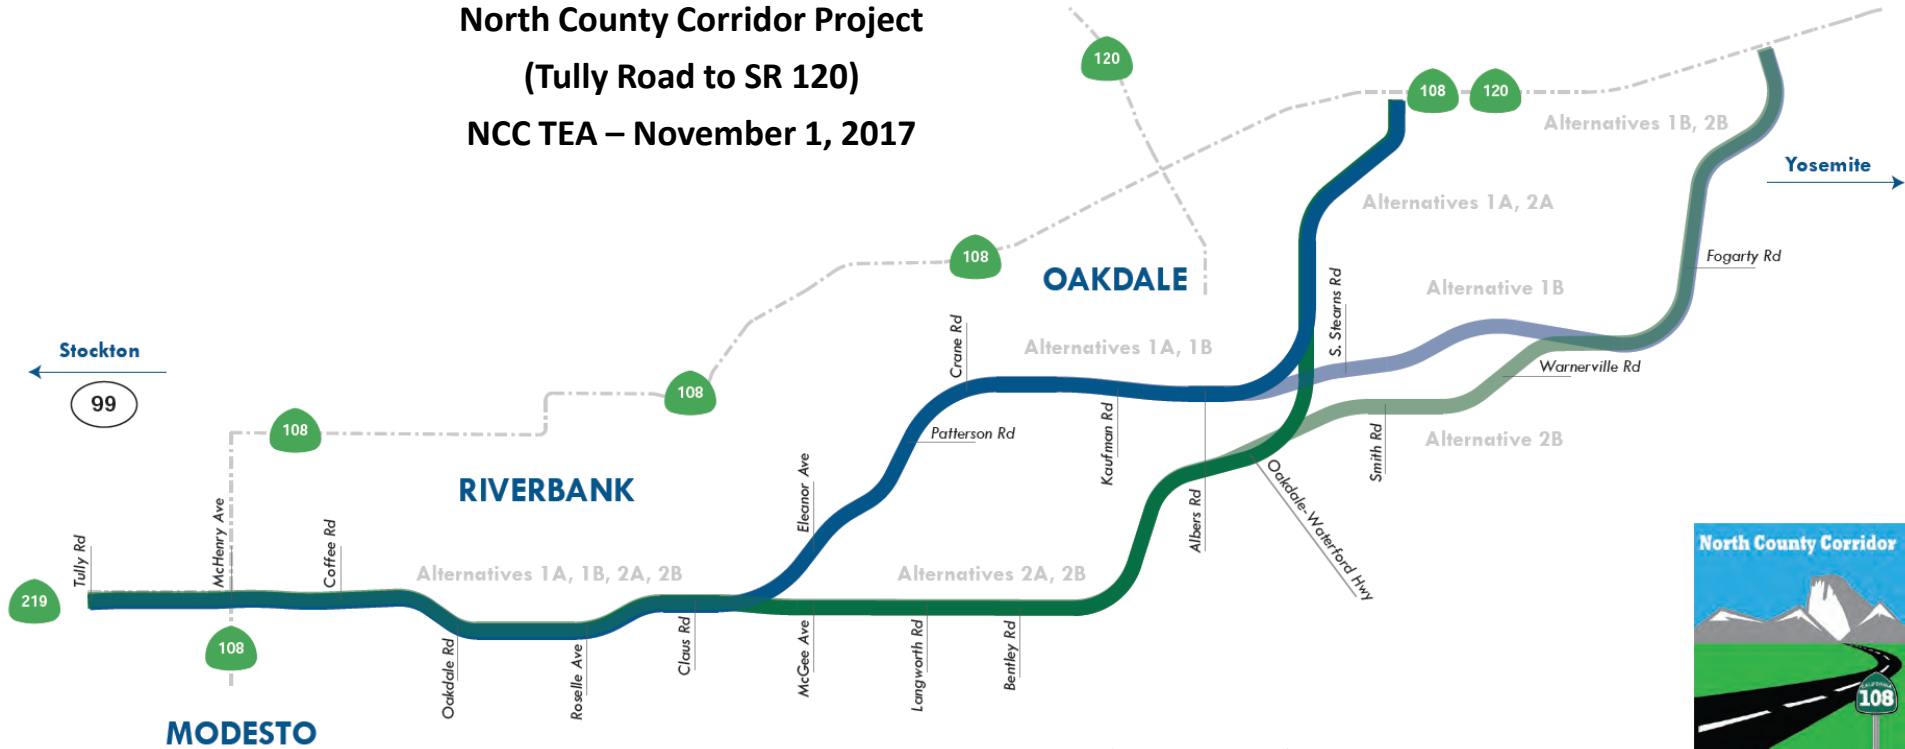 North County Corridor Project
(Tully Road to SR 120)
NCC TEA – November 1, 2017
120
108
120
Alternatives 1B, 2B
Yosemite
Alternatives 1A, 2A
108
OAKDALE
Fogarty Rd
S. Stearns Rd
Alternative 1B
Stockton
99
Crane Rd
Alternatives 1A, 1B
Warnerville Rd
108
108
Patterson Rd
Kaufman Rd
Smith Rd
Alternative 2B
RIVERBANK
Eleanor Ave
Albers Rd
Oakdale-Waterford Hwy
Tully Rd
McHenry Ave
Coffee Rd
Alternatives 1A, 1B, 2A, 2B
Alternatives 2A, 2B
219
108
Oakdale Rd
Roselle Ave
Claus Rd
McGee Ave
Langworth Rd
Bentley Rd
MODESTO
North County Corridor
CALIFORNIA
108